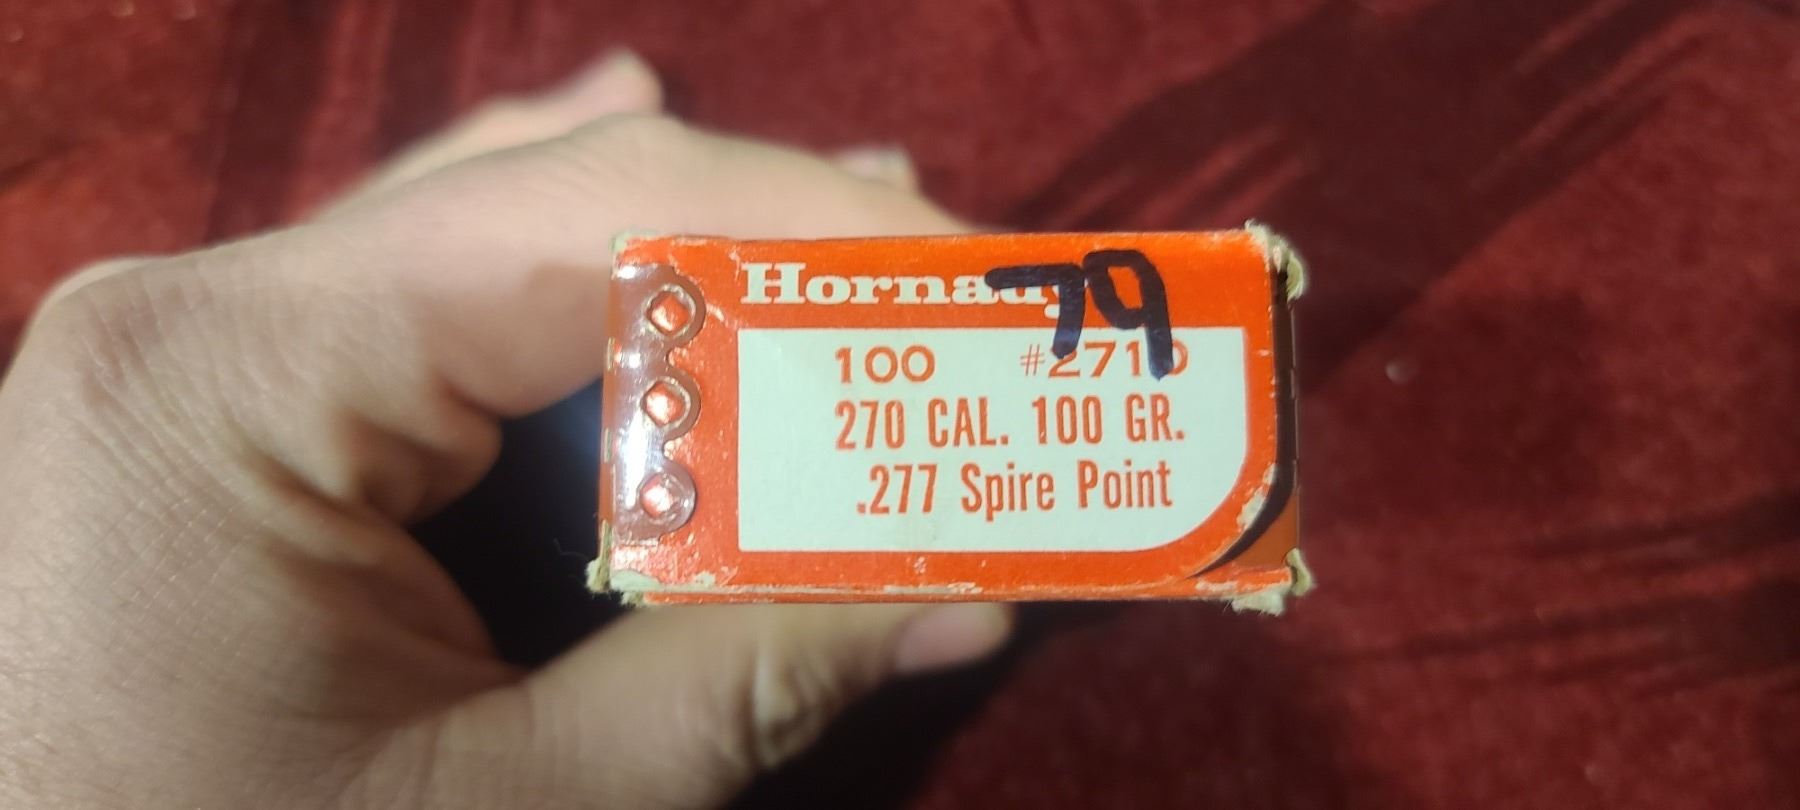 Hornady
79
100 #2710
270 CAL. 100 GR.
.277 Spire Point